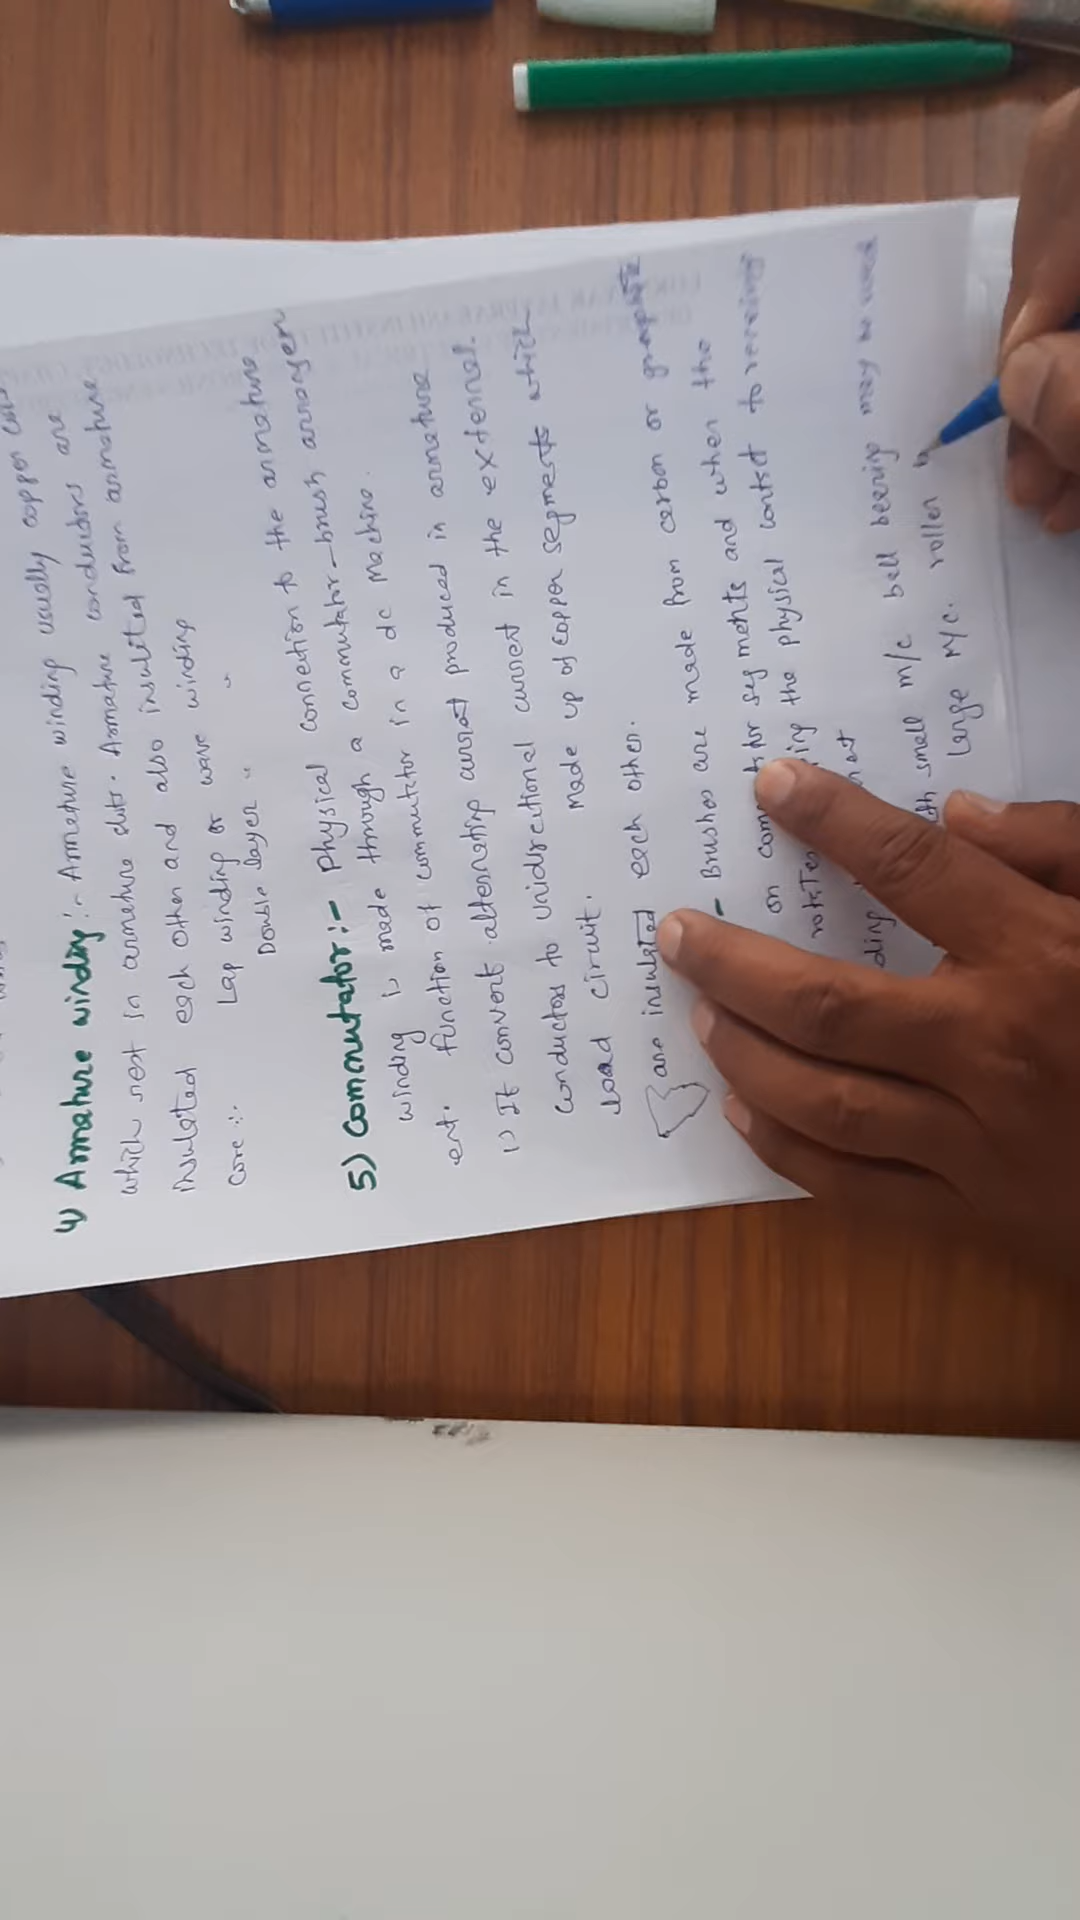 4) Armature winding :- Armature winding usually copper
which rest in armature slots. Armature conductors are
insulated each other and also insulated from armature
core :- Lap winding or wave winding
Double layer " "
5) Commutator :- Physical connection to the armature
winding is made through a commutator-brush arrangem
ent. function of commutator in a dc machine.
i) It convert alternating current produced in armature
conductors to unidirectional current in the external
load circuit. made up of copper segments which
are insulated each other.
- Brushes are made from carbon or graphite
on segments and when the
the physical contact
small m/c ball bearing may be used
Large M/c. roller